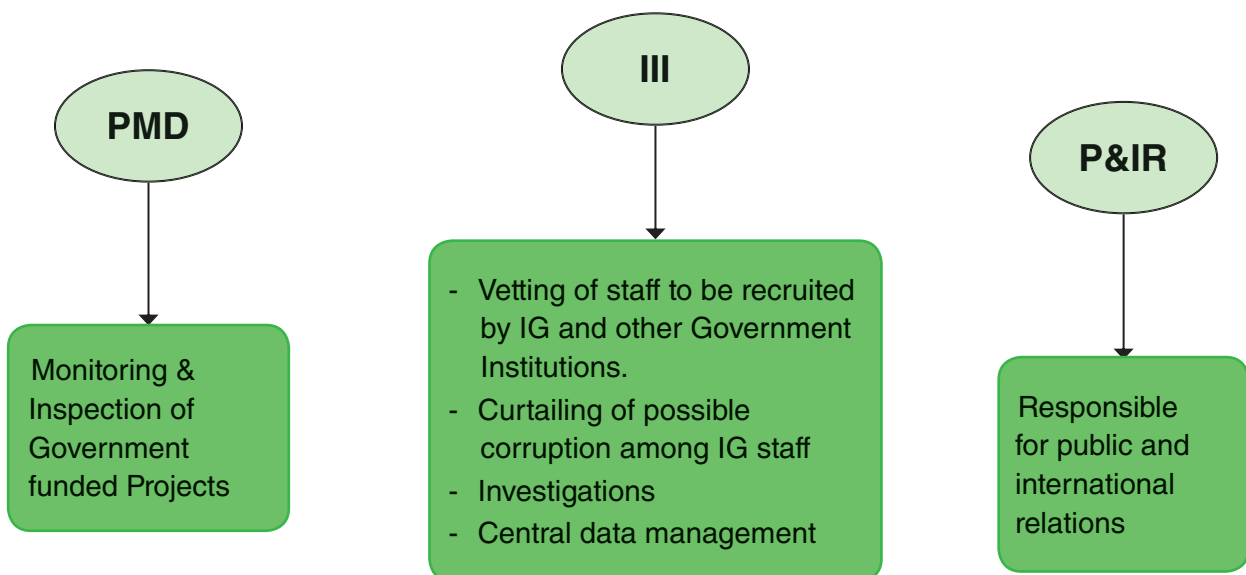 PMD
Monitoring &
Inspection of
Government
funded Projects
III
- Vetting of staff to be recruited
by IG and other Government
Institutions.
- Curtailing of possible
corruption among IG staff
- Investigations
- Central data management
P&IR
Responsible
for public and
international
relations